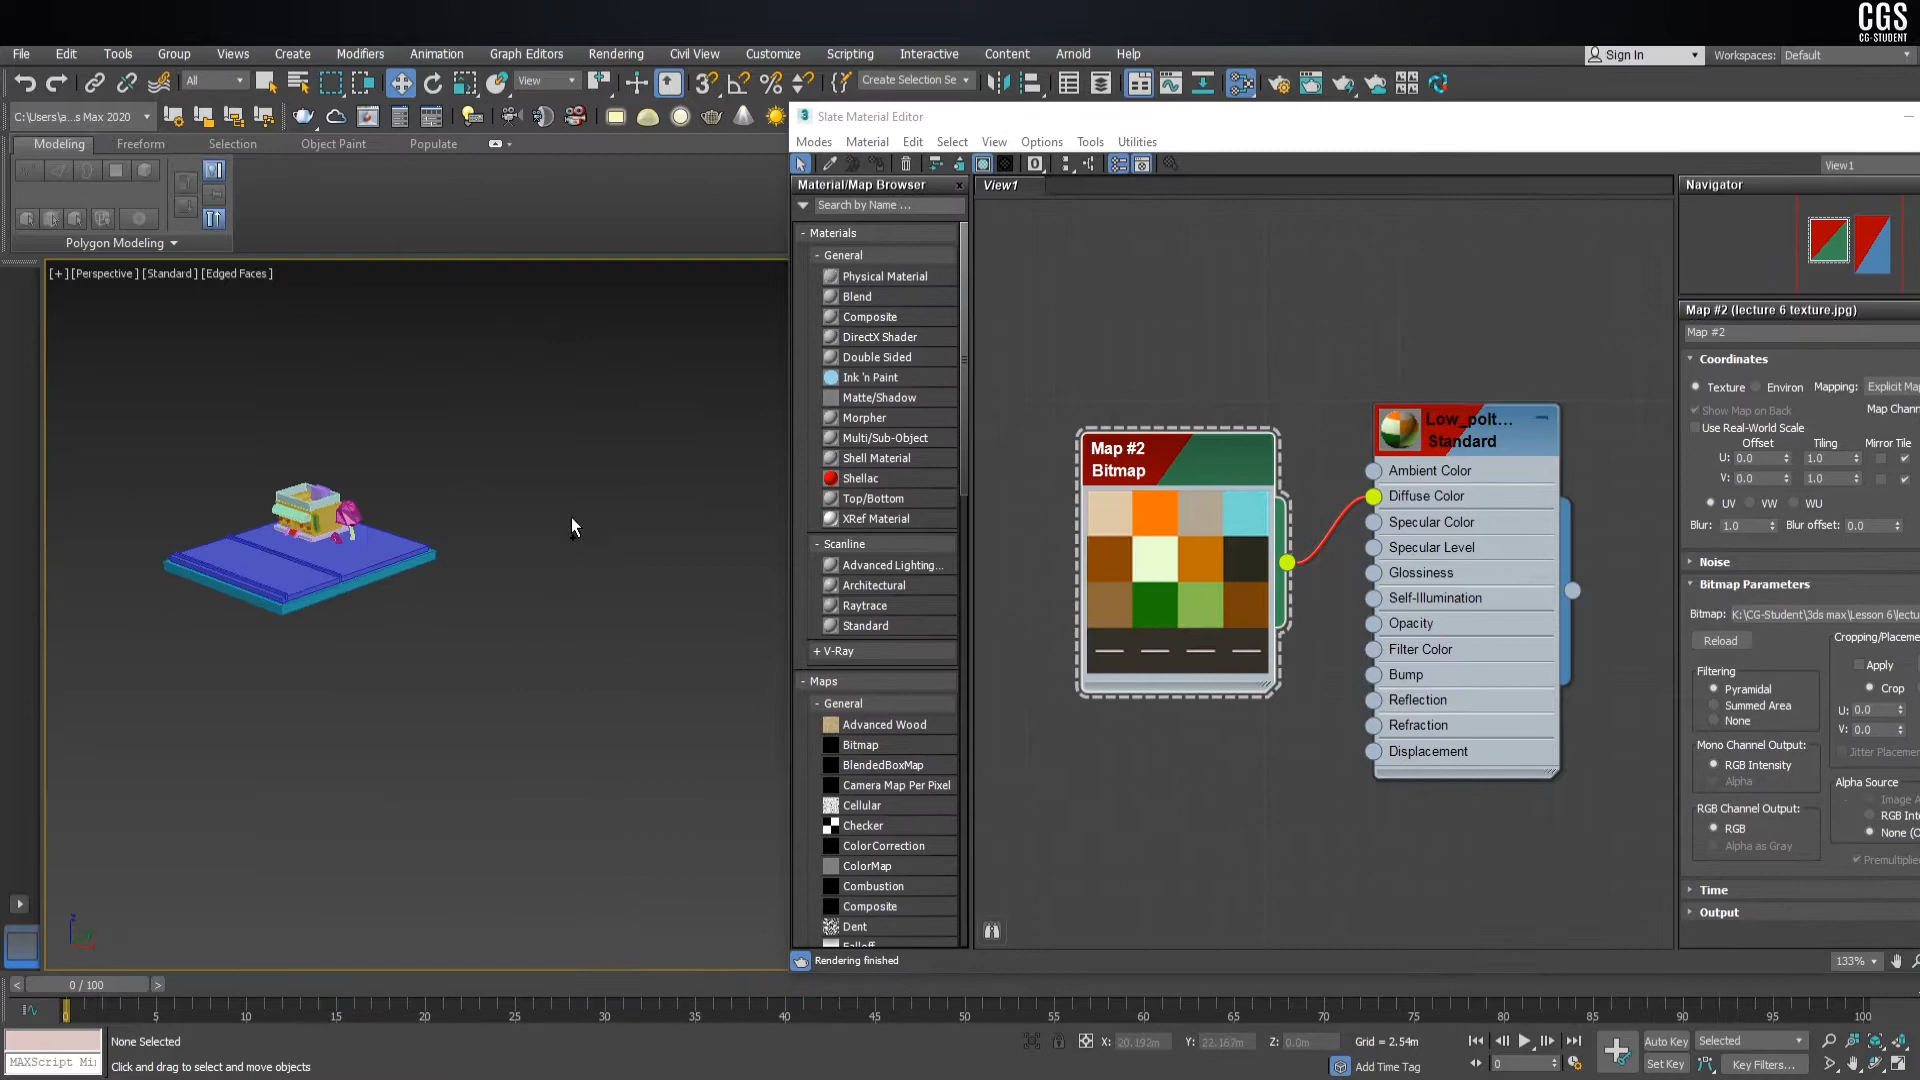 CGS
CG-STUDENT
File Edit Tools Group Views Create Modifiers Animation Graph Editors Rendering Civil View Customize Scripting Interactive Content Arnold Help
Sign In Workspaces: Default
All View Create Selection Se
C:\Users\a...s Max 2020
3 Slate Material Editor
Modes Material Edit Select View Options Tools Utilities
Modeling Freeform Selection Object Paint Populate
Polygon Modeling
View1
Material/Map Browser
View1
Navigator
Search by Name ...
- Materials
- General
Physical Material
Blend
Composite
DirectX Shader
Double Sided
Ink 'n Paint
Matte/Shadow
Morpher
Multi/Sub-Object
Shell Material
Shellac
Top/Bottom
XRef Material
- Scanline
Advanced Lighting...
Architectural
Raytrace
Standard
+ V-Ray
- Maps
- General
Advanced Wood
Bitmap
BlendedBoxMap
Camera Map Per Pixel
Cellular
Checker
ColorCorrection
ColorMap
Combustion
Composite
Dent
Falloff
Rendering finished
[+] [Perspective ] [Standard ] [Edged Faces ]
Map #2
Bitmap
Low_polt...
Standard
Ambient Color
Diffuse Color
Specular Color
Specular Level
Glossiness
Self-Illumination
Opacity
Filter Color
Bump
Reflection
Refraction
Displacement
Map #2 (lecture 6 texture.jpg)
Map #2
Coordinates
Texture Environ Mapping: Explicit Map
Show Map on Back Map Chann
Use Real-World Scale
Offset Tiling Mirror Tile
U: 0.0 1.0
V: 0.0 1.0
UV VW WU
Blur: 1.0 Blur offset: 0.0
Noise
Bitmap Parameters
Bitmap: K:\CG-Student\3ds max\Lesson 6\lectu
Reload
Cropping/Placeme
Apply
Filtering
Pyramidal
Summed Area
None
Crop
U: 0.0
V: 0.0
Jitter Placemen
Mono Channel Output:
RGB Intensity
Alpha
Alpha Source
Image A
RGB Inte
None (O
RGB Channel Output:
RGB
Alpha as Gray
Premultiplie
Time
Output
133%
< 0 / 100 >
0 5 10 15 20 25 30 35 40 45 50 55 60 65 70 75 80 85 90 95 100
None Selected
MAXScript Mi
Click and drag to select and move objects
X: 20.192m Y: 22.167m Z: 0.0m Grid = 2.54m
Add Time Tag
0
Auto Key Selected
Set Key Key Filters...